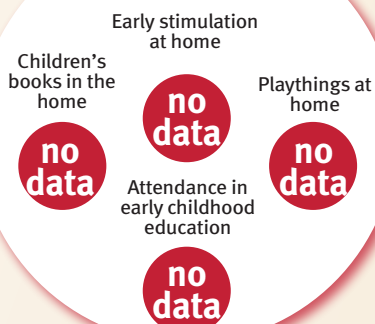 Early stimulation
at home
no
data
Children's
books in the
home
no
data
Playthings at
home
no
data
Attendance in
early childhood
education
no
data